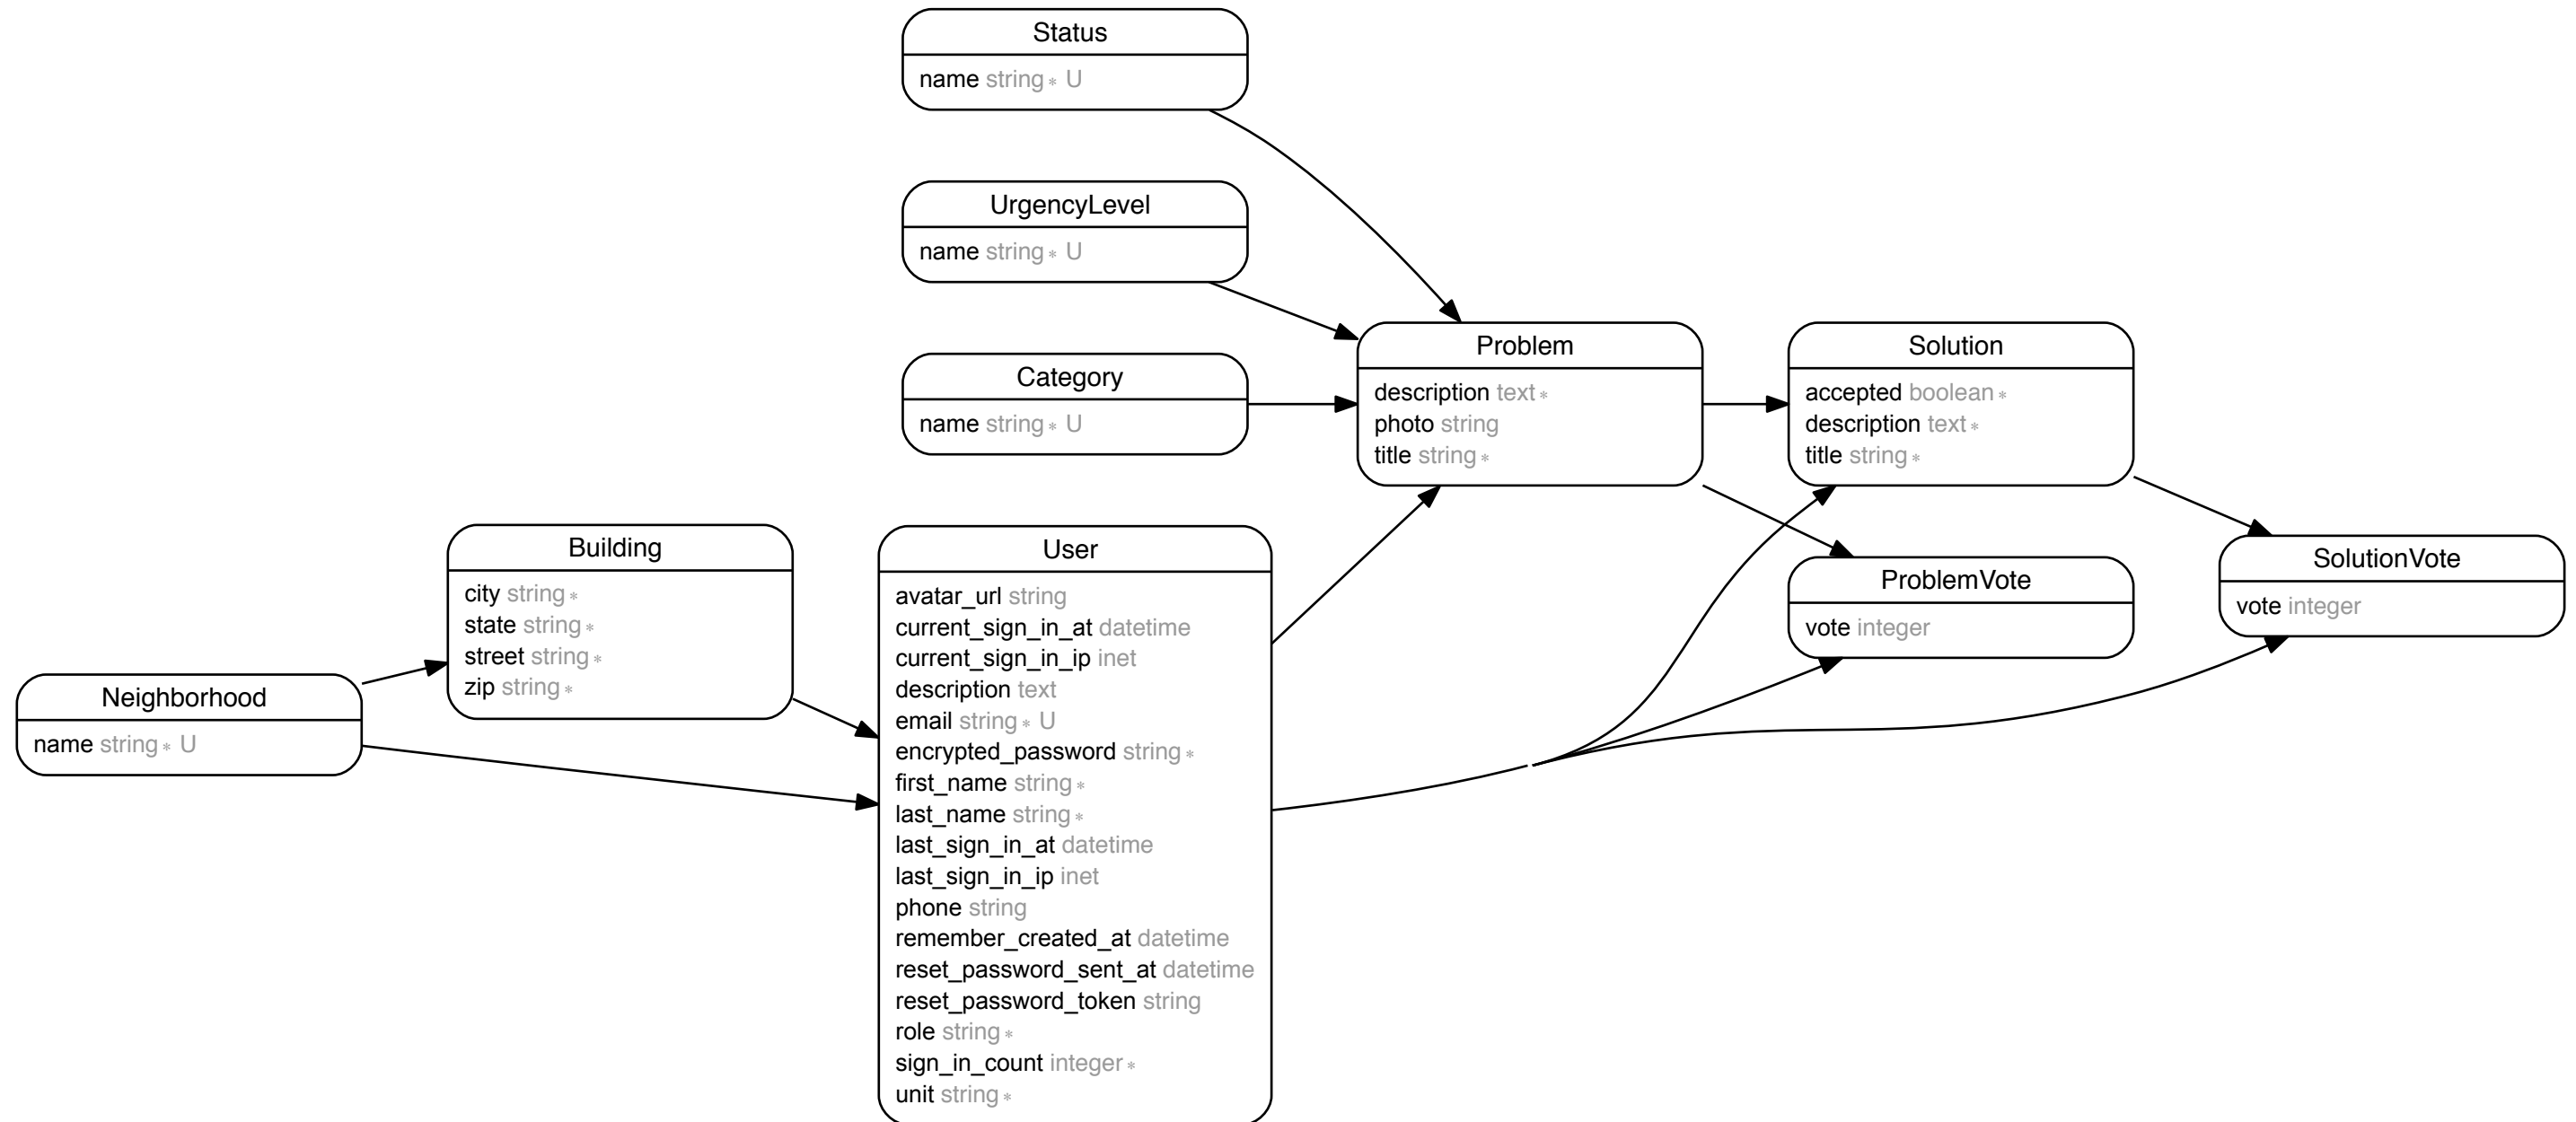 Status
name string* U
UrgencyLevel
name string* U
Category
name string* U
Problem
description text*
photo string
title string*
Solution
accepted boolean*
description text*
title string*
Neighborhood
name string* U
Building
city string*
state string*
street string*
zip string*
User
avatar_url string
current_sign_in_at datetime
current_sign_in_ip inet
description text
email string* U
encrypted_password string*
first_name string*
last_name string*
last_sign_in_at datetime
last_sign_in_ip inet
phone string
remember_created_at datetime
reset_password_sent_at datetime
reset_password_token string
role string*
sign_in_count integer*
unit string*
ProblemVote
vote integer
SolutionVote
vote integer